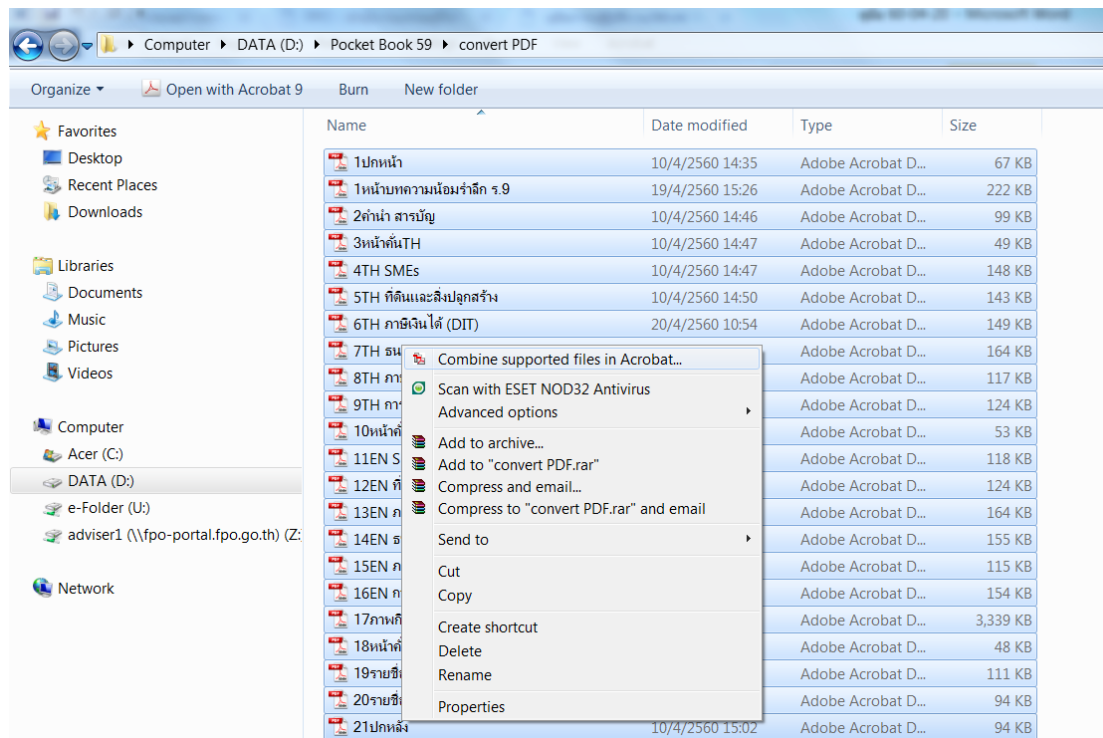 Computer ▸ DATA (D:) ▸ Pocket Book 59 ▸ convert PDF
Organize Open with Acrobat 9 Burn New folder
Name Date modified Type Size
Favorites
Desktop
Recent Places
Downloads
Libraries
Documents
Music
Pictures
Videos
Computer
Acer (C:)
DATA (D:)
e-Folder (U:)
adviser1 (\\fpo-portal.fpo.go.th) (Z:
Network
1ปกหน้า 10/4/2560 14:35 Adobe Acrobat D... 67 KB
1หน้าบทความน้อมรำลึก ร.9 19/4/2560 15:26 Adobe Acrobat D... 222 KB
2คำนำ สารบัญ 10/4/2560 14:46 Adobe Acrobat D... 99 KB
3หน้าคั่นTH 10/4/2560 14:47 Adobe Acrobat D... 49 KB
4TH SMEs 10/4/2560 14:47 Adobe Acrobat D... 148 KB
5TH ที่ดินและสิ่งปลูกสร้าง 10/4/2560 14:50 Adobe Acrobat D... 143 KB
6TH ภาษีเงินได้ (DIT) 20/4/2560 10:54 Adobe Acrobat D... 149 KB
7TH ธน Adobe Acrobat D... 164 KB
8TH Adobe Acrobat D... 117 KB
9TH Adobe Acrobat D... 124 KB
10หน้าคั่ Adobe Acrobat D... 53 KB
11EN S Adobe Acrobat D... 118 KB
12EN ที่ Adobe Acrobat D... 124 KB
13EN Adobe Acrobat D... 164 KB
14EN ธ Adobe Acrobat D... 155 KB
15EN ภ Adobe Acrobat D... 115 KB
16EN Adobe Acrobat D... 154 KB
17ภาพกิ Adobe Acrobat D... 3,339 KB
18หน้าคั่ Adobe Acrobat D... 48 KB
19รายชื่ Adobe Acrobat D... 111 KB
20รายชื่ Adobe Acrobat D... 94 KB
21ปกหลัง 10/4/2560 15:02 Adobe Acrobat D... 94 KB
Combine supported files in Acrobat...
Scan with ESET NOD32 Antivirus
Advanced options
Add to archive...
Add to "convert PDF.rar"
Compress and email...
Compress to "convert PDF.rar" and email
Send to
Cut
Copy
Create shortcut
Delete
Rename
Properties